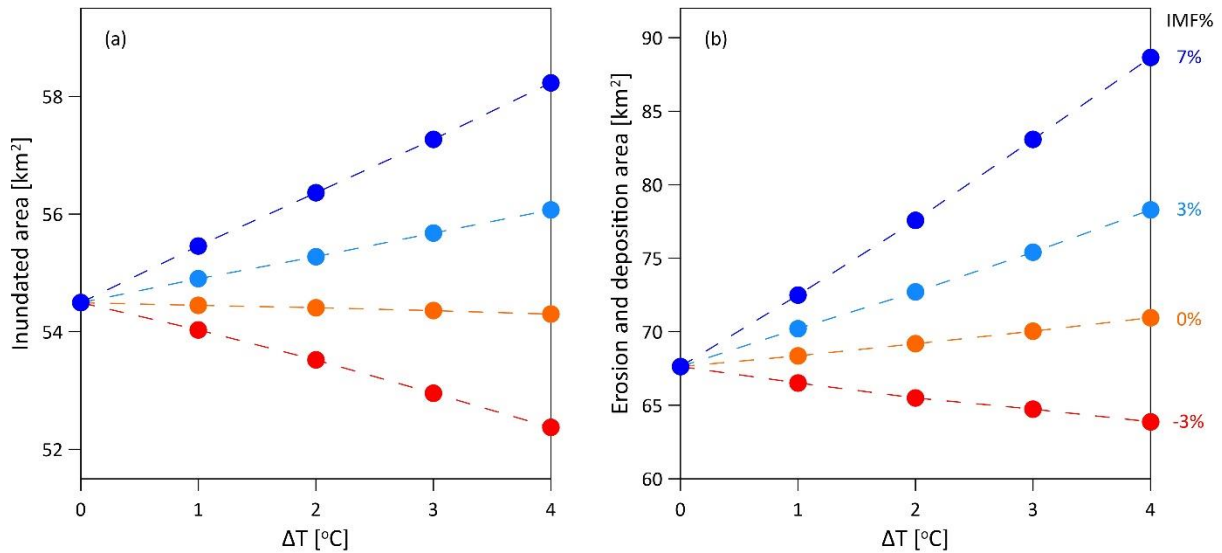 (a)
Inundated area [km²]
58
56
54
52
0 1 2 3 4
ΔT [°C]
(b)
Erosion and deposition area [km²]
90
85
80
75
70
65
60
0 1 2 3 4
ΔT [°C]
IMF%
7%
3%
0%
-3%